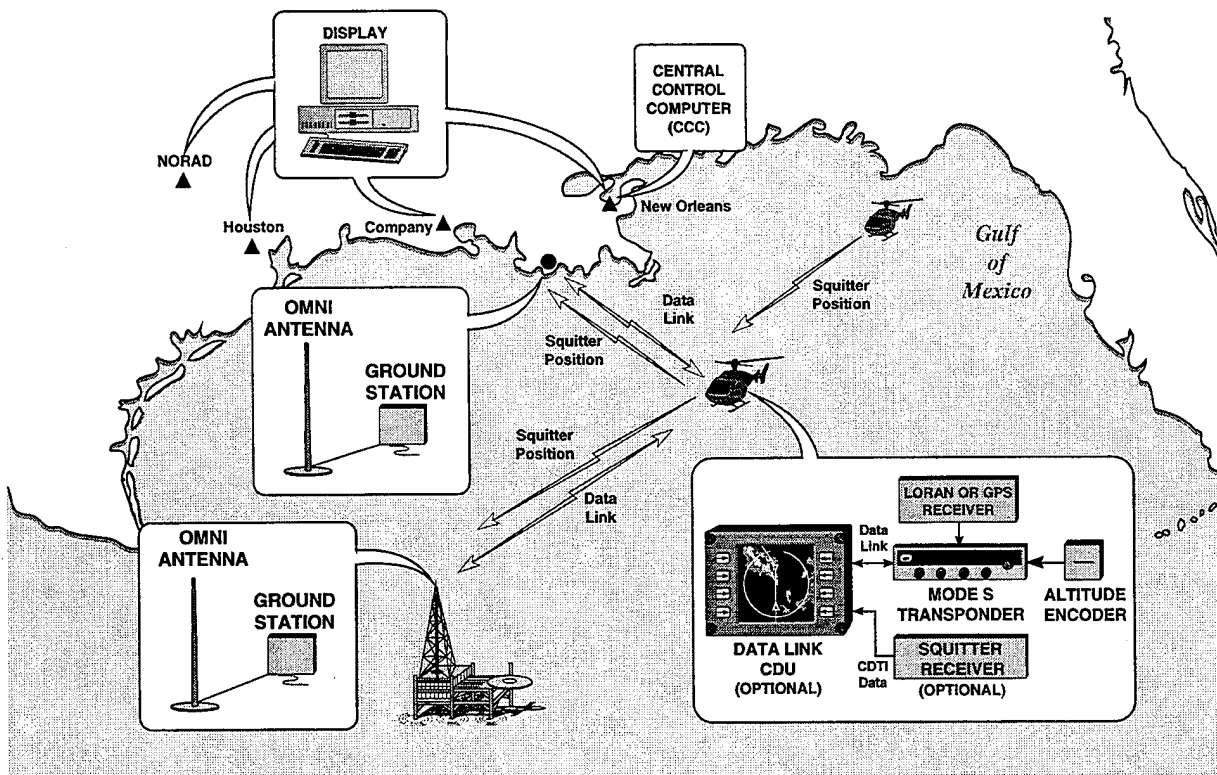 DISPLAY
CENTRAL
CONTROL
COMPUTER
(CCC)
NORAD
Houston
Company
New Orleans
Gulf
of
Mexico
Squitter
Position
Data
Link
Squitter
Position
OMNI
ANTENNA
GROUND
STATION
Squitter
Position
Data
Link
OMNI
ANTENNA
GROUND
STATION
LORAN OR GPS
RECEIVER
Data
Link
MODE S
TRANSPONDER
ALTITUDE
ENCODER
DATA LINK
CDU
(OPTIONAL)
CDTI
Data
SQUITTER
RECEIVER
(OPTIONAL)